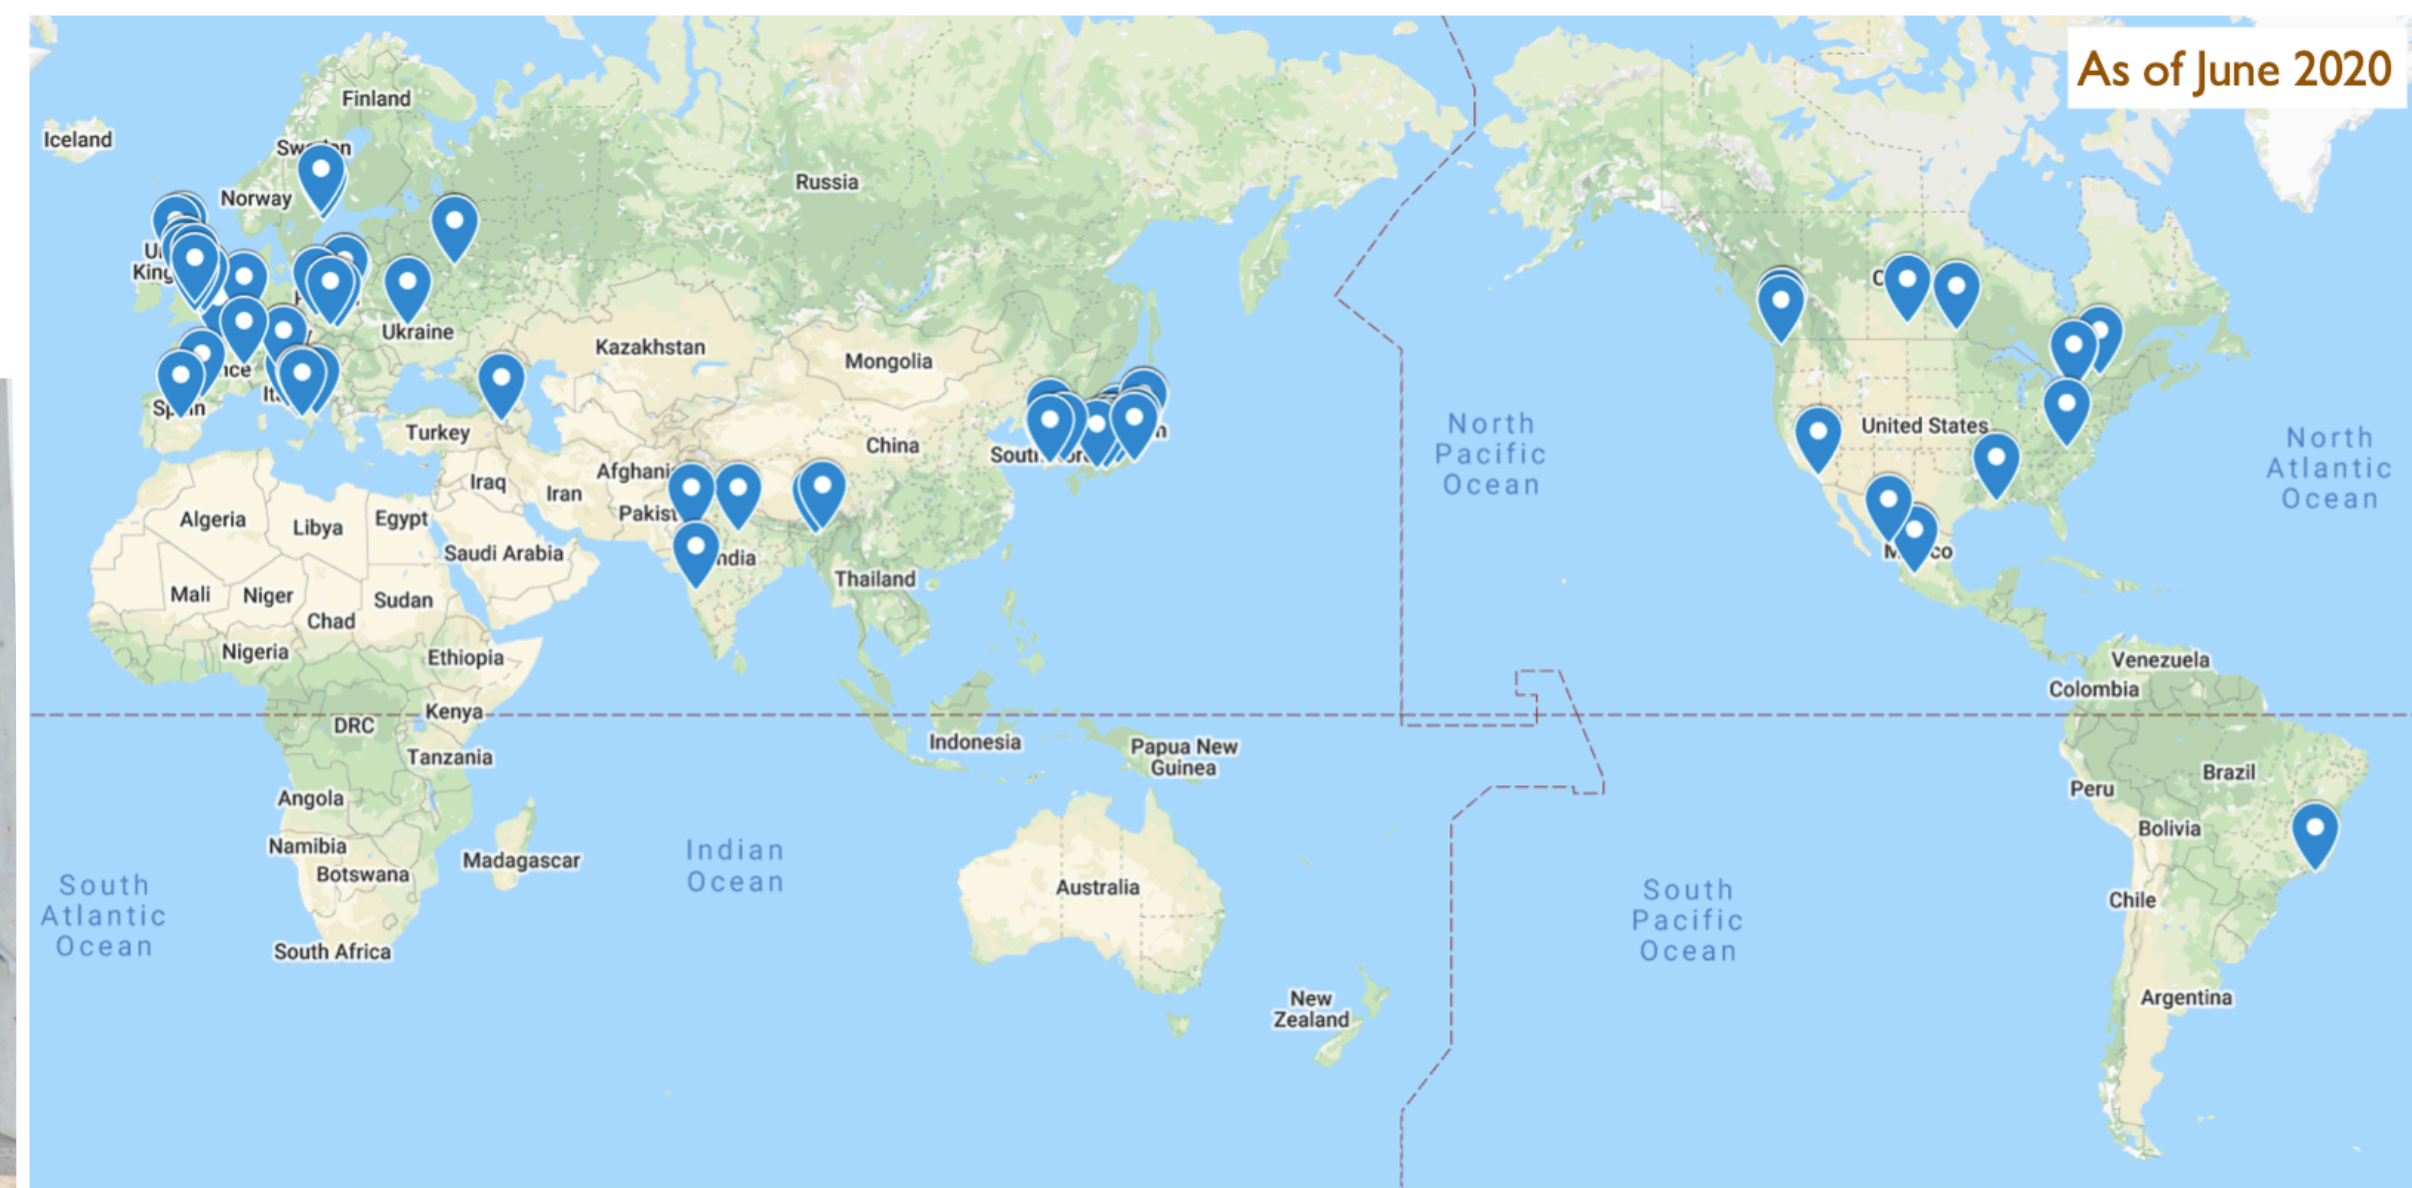 As of June 2020
Finland
Iceland
Russia
Norway
Ukraine
Kazakhstan
Mongolia
Turkey
China
North
Pacific
Ocean
United States
North
Atlantic
Ocean
Iraq
Iran
Algeria
Libya
Egypt
Saudi Arabia
Thailand
Mali
Niger
Sudan
Chad
Nigeria
Ethiopia
Venezuela
Colombia
Kenya
DRC
Indonesia
Papua New
Guinea
Tanzania
Brazil
Peru
Angola
Bolivia
Namibia
Madagascar
Botswana
Indian
Ocean
Australia
South
Atlantic
Ocean
South
Pacific
Ocean
Chile
South Africa
New
Zealand
Argentina